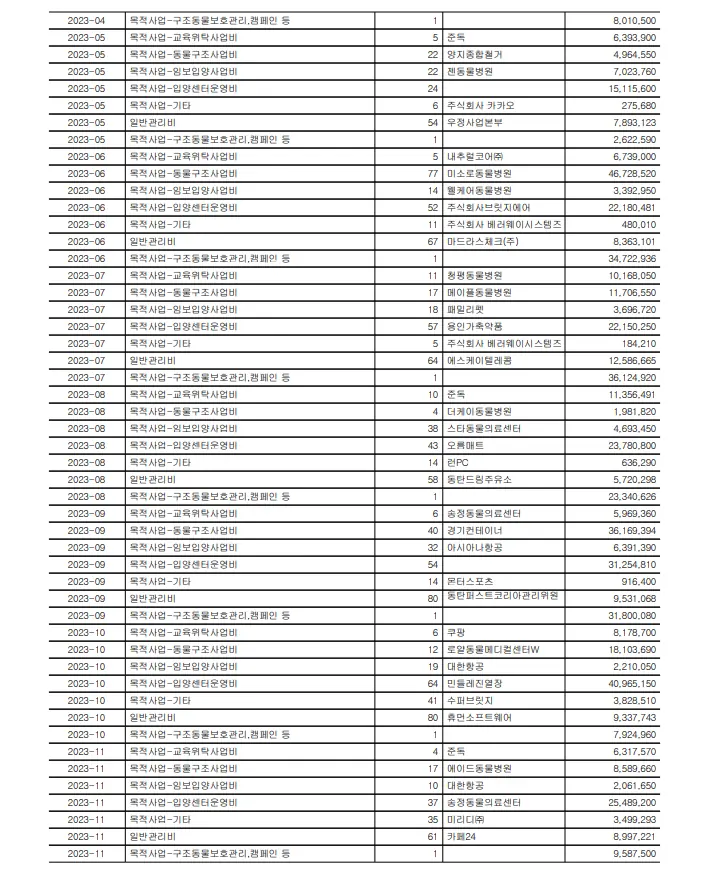 2023-04 목적사업-구조동물보호관리,캠페인 등 1 8,010,500
2023-05 목적사업-교육위탁사업비 5 준독 6,393,900
2023-05 목적사업-동물구조사업비 22 양지종합철거 4,964,550
2023-05 목적사업-임보입양사업비 22 젠동물병원 7,023,760
2023-05 목적사업-입양센터운영비 24 15,115,600
2023-05 목적사업-기타 6 주식회사 카카오 275,680
2023-05 일반관리비 54 우정사업본부 7,893,123
2023-05 목적사업-구조동물보호관리,캠페인 등 1 2,622,590
2023-06 목적사업-교육위탁사업비 5 내추럴코어㈜ 6,739,000
2023-06 목적사업-동물구조사업비 77 미소로동물병원 46,728,520
2023-06 목적사업-임보입양사업비 14 웰케어동물병원 3,392,950
2023-06 목적사업-입양센터운영비 52 주식회사브릿지에어 22,180,481
2023-06 목적사업-기타 11 주식회사 베러웨이시스템즈 480,010
2023-06 일반관리비 67 마드라스체크(주) 8,363,101
2023-06 목적사업-구조동물보호관리,캠페인 등 1 34,722,936
2023-07 목적사업-교육위탁사업비 11 청평동물병원 10,168,050
2023-07 목적사업-동물구조사업비 17 메이플동물병원 11,706,550
2023-07 목적사업-임보입양사업비 18 패밀리펫 3,696,720
2023-07 목적사업-입양센터운영비 57 용인가축약품 22,150,250
2023-07 목적사업-기타 5 주식회사 베러웨이시스템즈 184,210
2023-07 일반관리비 64 에스케이텔레콤 12,586,665
2023-07 목적사업-구조동물보호관리,캠페인 등 1 36,124,920
2023-08 목적사업-교육위탁사업비 10 준독 11,356,491
2023-08 목적사업-동물구조사업비 4 더케이동물병원 1,981,820
2023-08 목적사업-임보입양사업비 38 스타동물의료센터 4,693,450
2023-08 목적사업-입양센터운영비 43 오름매트 23,780,800
2023-08 목적사업-기타 14 런PC 636,290
2023-08 일반관리비 58 동탄드림주유소 5,720,298
2023-08 목적사업-구조동물보호관리,캠페인 등 1 23,340,626
2023-09 목적사업-교육위탁사업비 6 송정동물의료센터 5,969,360
2023-09 목적사업-동물구조사업비 40 경기컨테이너 36,169,394
2023-09 목적사업-임보입양사업비 32 아시아나항공 6,391,390
2023-09 목적사업-입양센터운영비 54 31,254,810
2023-09 목적사업-기타 14 몬터스포츠 916,400
2023-09 일반관리비 80 동탄퍼스트코리아관리위원 9,531,068
2023-09 목적사업-구조동물보호관리,캠페인 등 1 31,800,080
2023-10 목적사업-교육위탁사업비 6 쿠팡 8,178,700
2023-10 목적사업-동물구조사업비 12 로얄동물메디컬센터W 18,103,690
2023-10 목적사업-임보입양사업비 19 대한항공 2,210,050
2023-10 목적사업-입양센터운영비 64 민들레진열장 40,965,150
2023-10 목적사업-기타 41 수퍼브릿지 3,828,510
2023-10 일반관리비 80 휴먼소프트웨어 9,337,743
2023-10 목적사업-구조동물보호관리,캠페인 등 1 7,924,960
2023-11 목적사업-교육위탁사업비 4 준독 6,317,570
2023-11 목적사업-동물구조사업비 17 에이드동물병원 8,589,660
2023-11 목적사업-임보입양사업비 10 대한항공 2,061,650
2023-11 목적사업-입양센터운영비 37 송정동물의료센터 25,489,200
2023-11 목적사업-기타 35 미리디㈜ 3,499,293
2023-11 일반관리비 61 카페24 8,997,221
2023-11 목적사업-구조동물보호관리,캠페인 등 1 9,587,500